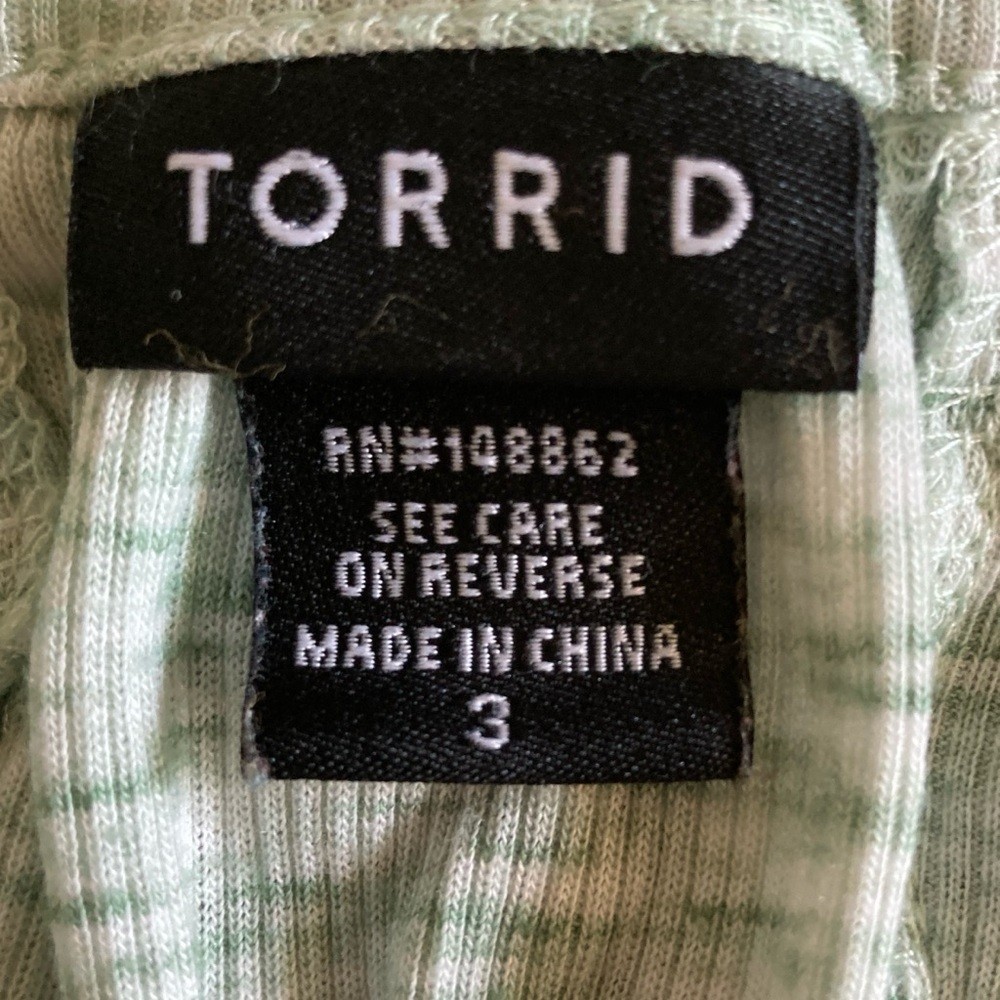 TORRID
RN#148862
SEE CARE
ON REVERSE
MADE IN CHINA
3